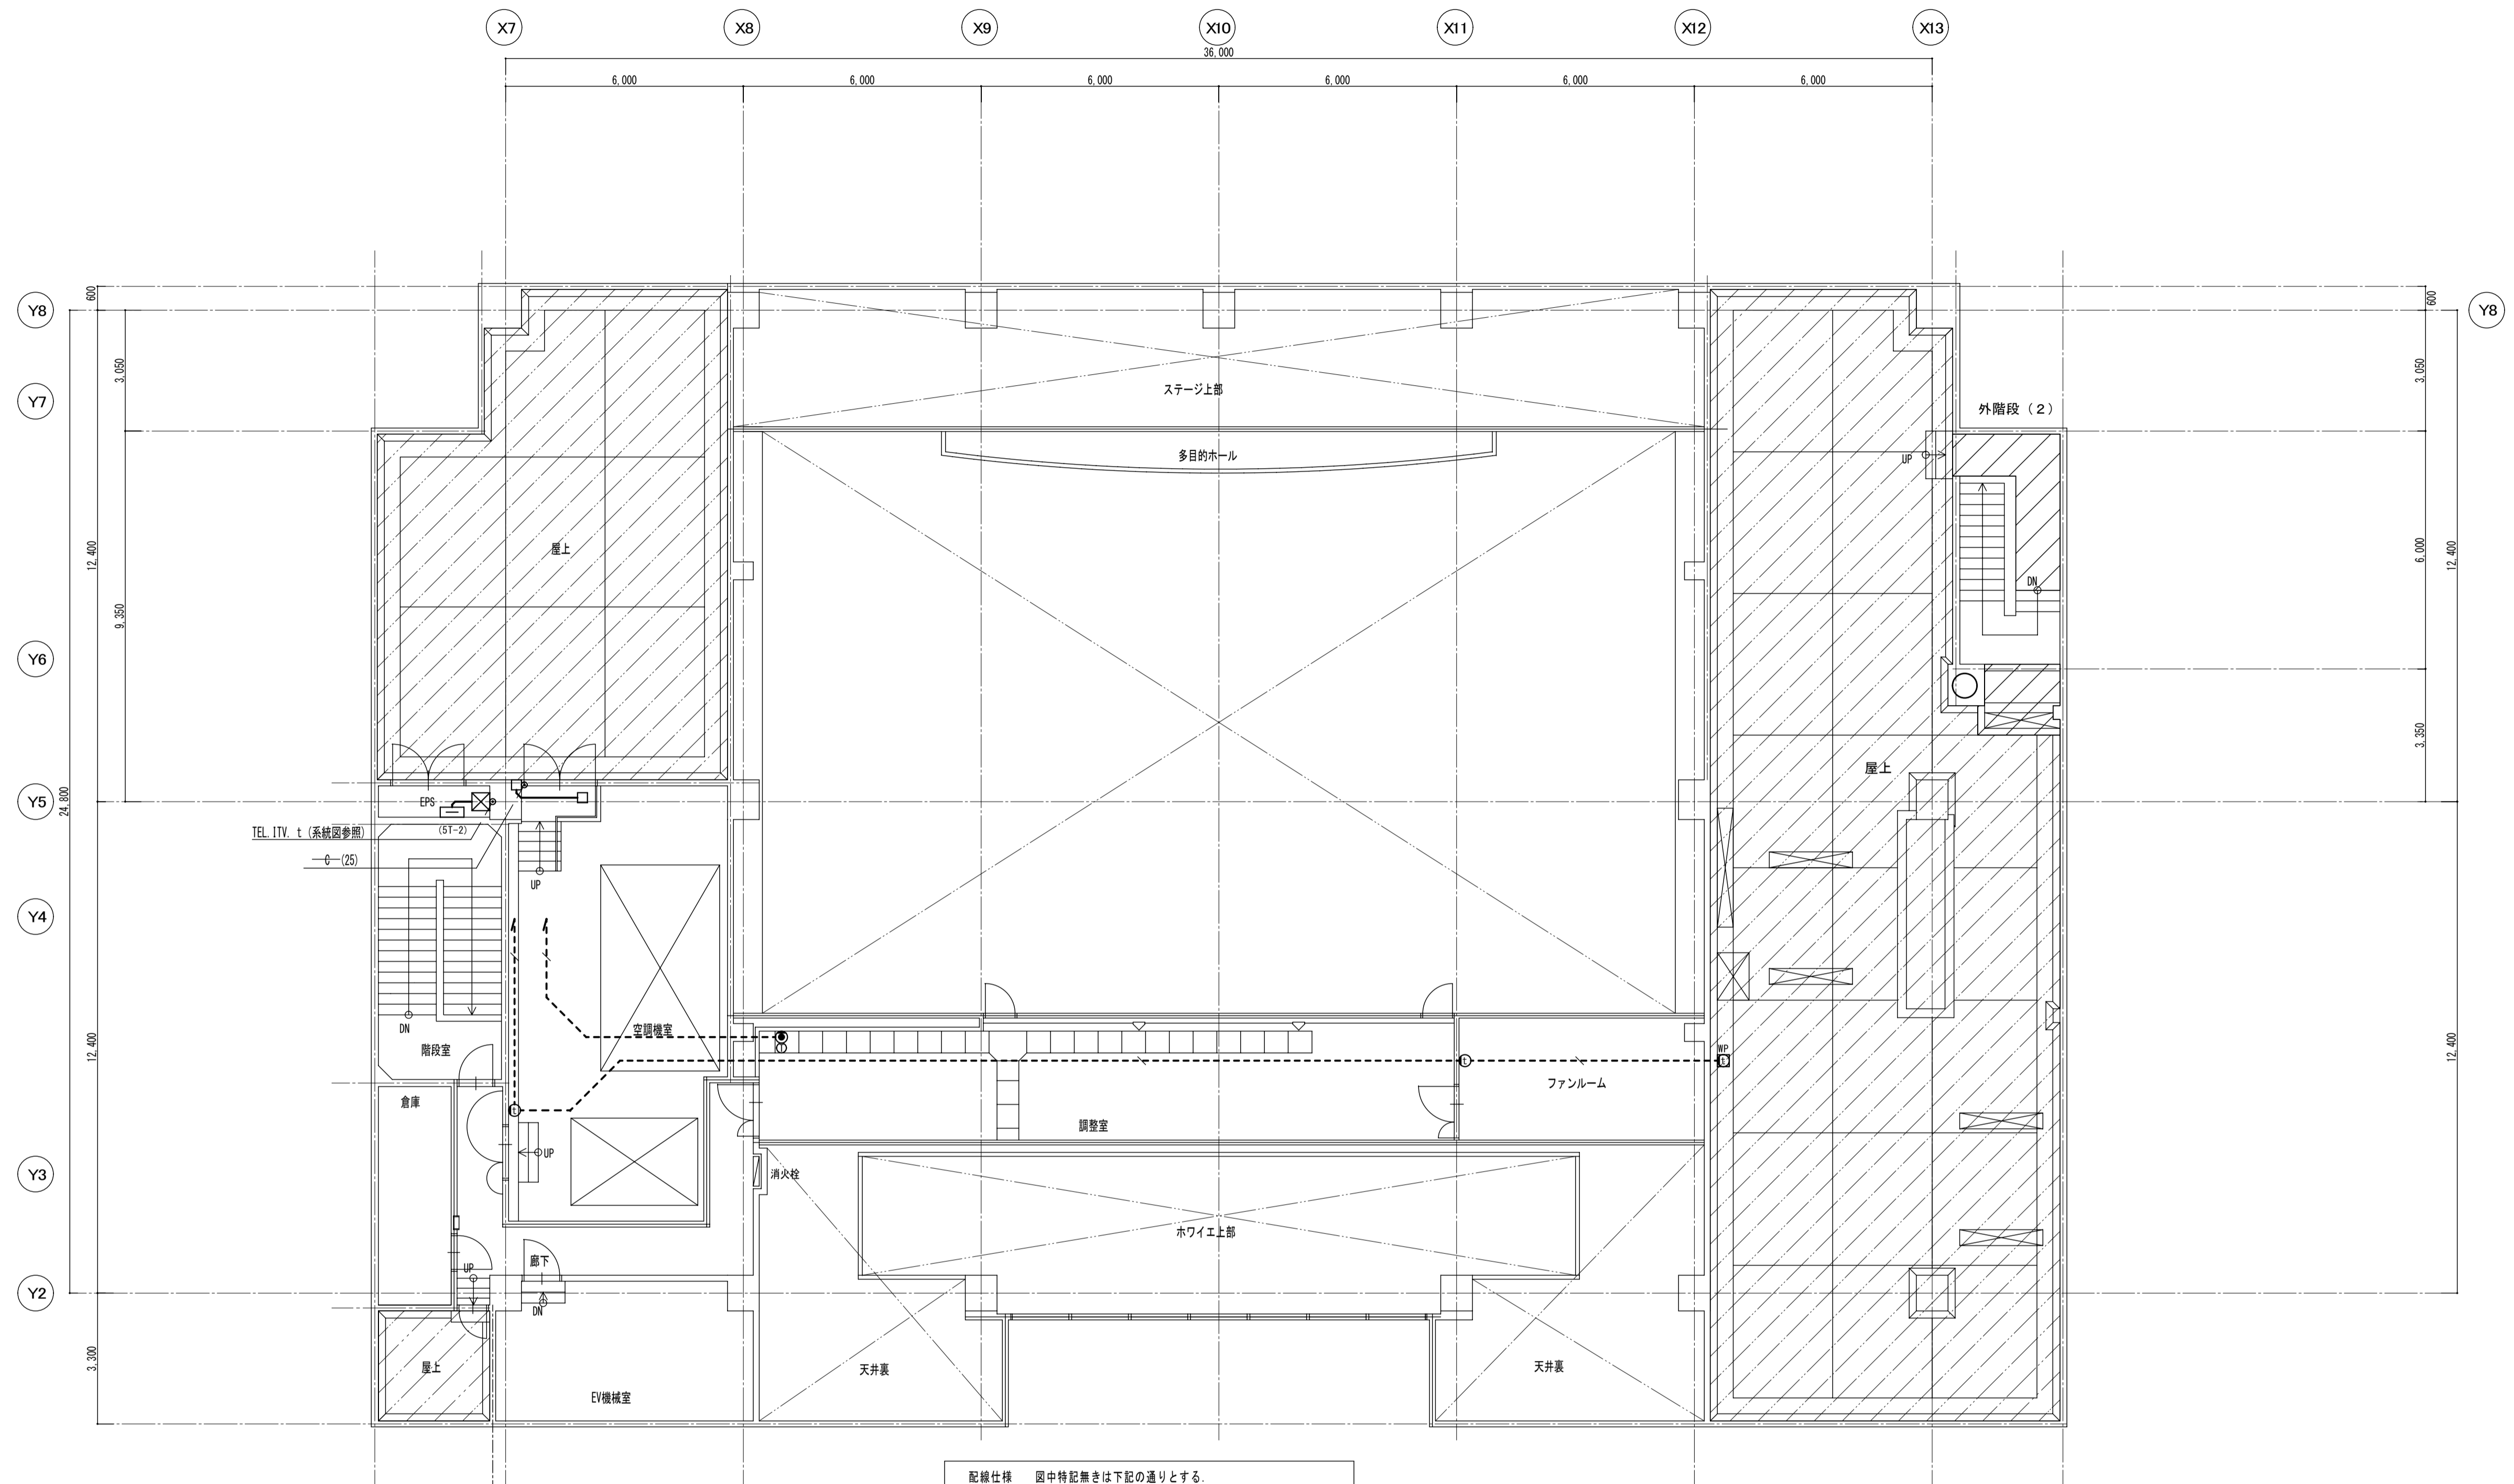 X7 X8 X9 X10 X11 X12 X13
36,000
6,000 6,000 6,000 6,000 6,000 6,000
600
600
Y8
Y8
3,050
3,050
ステージ上部
Y7
外階段（2）
多目的ホール
UP
屋上
12,400
9,350
6,000
12,400
DN
Y6
3,350
屋上
EPS
Y5
24,800
TEL.ITV. t (系統図参照)
(5T-2)
C (25)
UP
Y4
空調機室
DN
階段室
12,400
12,400
WP
t
t
t
ファンルーム
倉庫
調整室
UP
Y3
消火栓
ホワイエ上部
廊下
UP
Y2
DN
3,300
屋上
EV機械室
天井裏
天井裏
配線仕様 図中特記無きは下記の通りとする.